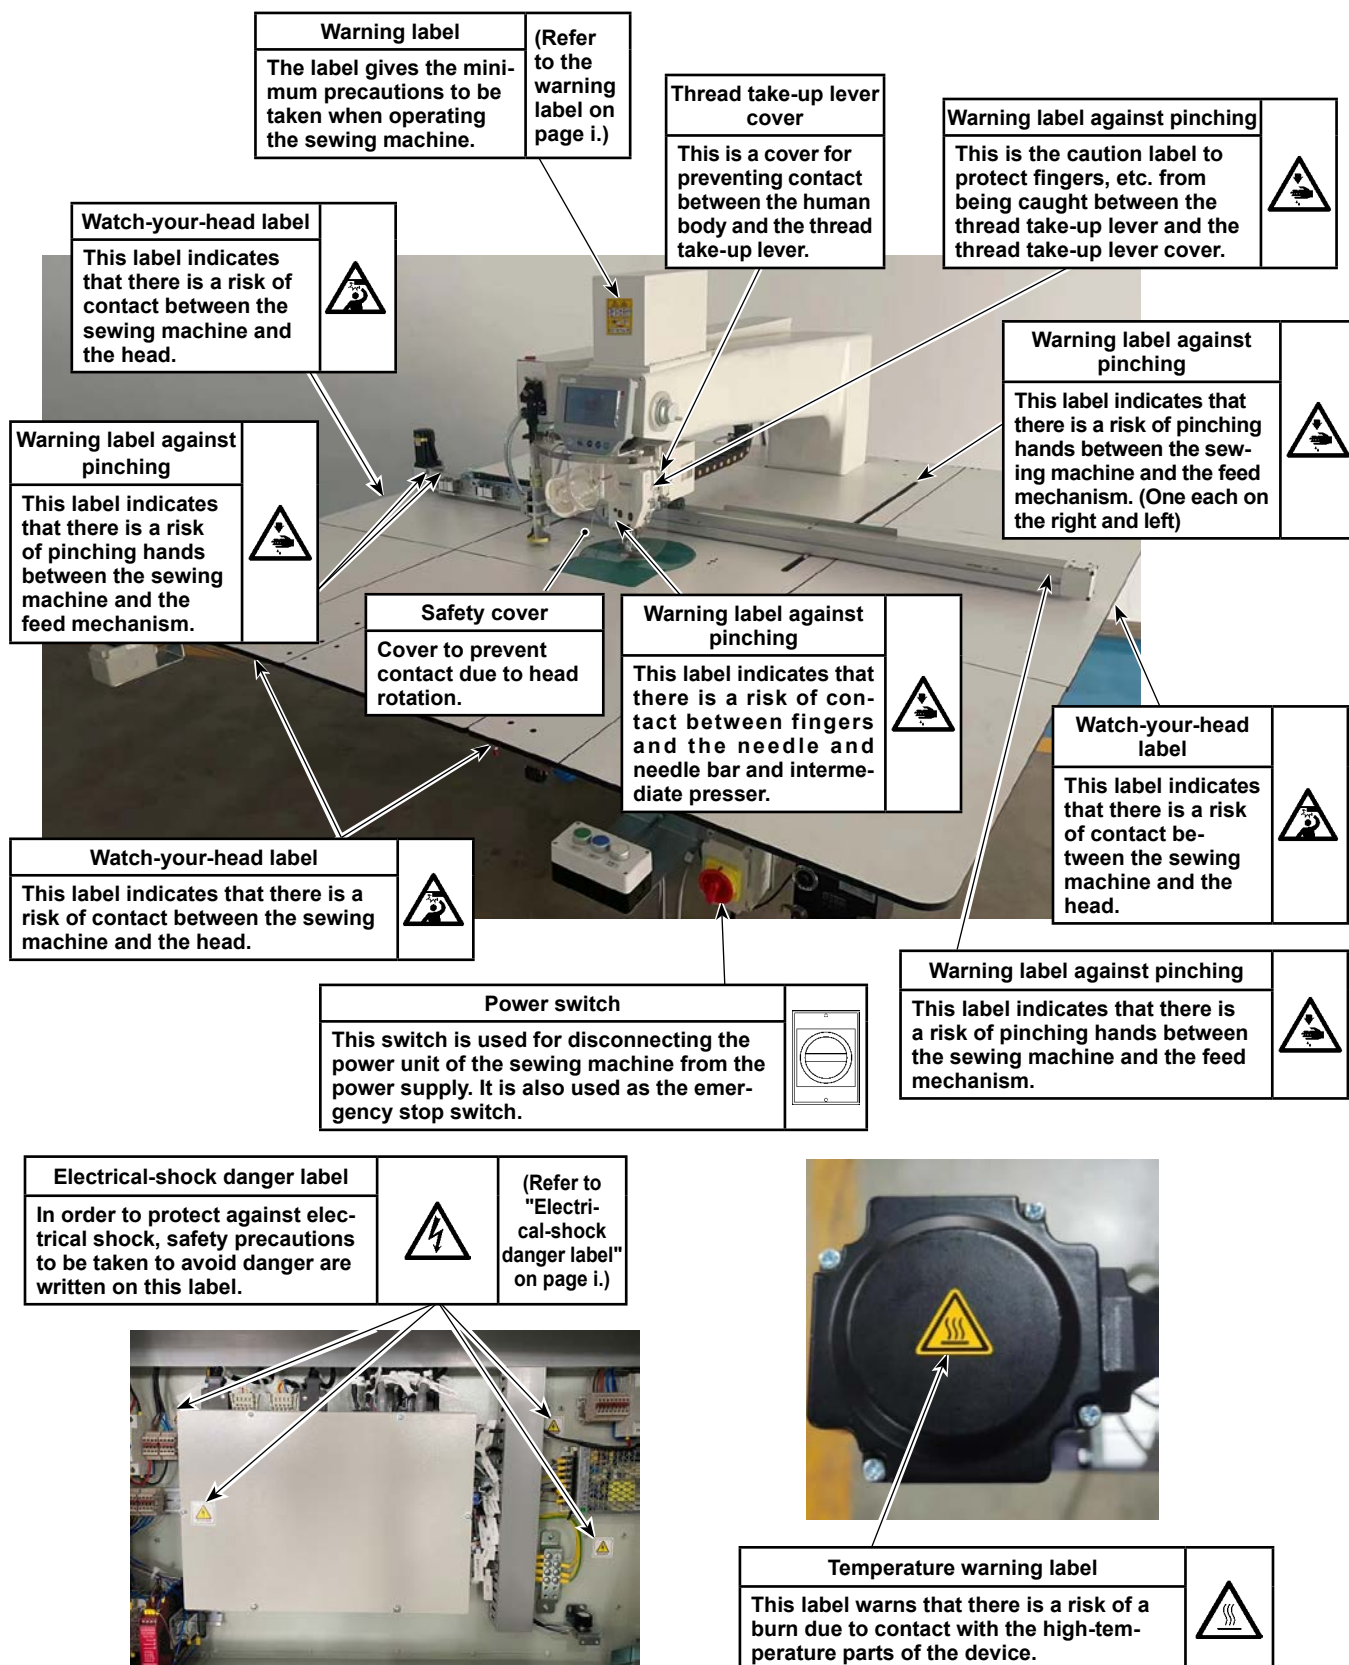 Warning label
The label gives the mini-
mum precautions to be
taken when operating
the sewing machine.
(Refer
to the
warning
label on
page i.)
Thread take-up lever
cover
This is a cover for
preventing contact
between the human
body and the thread
take-up lever.
Warning label against pinching
This is the caution label to
protect fingers, etc. from
being caught between the
thread take-up lever and the
thread take-up lever cover.
Watch-your-head label
This label indicates
that there is a risk of
contact between the
sewing machine and
the head.
Warning label against
pinching
This label indicates that
there is a risk of pinching
hands between the sew-
ing machine and the feed
mechanism. (One each on
the right and left)
Warning label against
pinching
This label indicates
that there is a risk
of pinching hands
between the sewing
machine and the
feed mechanism.
Safety cover
Cover to prevent
contact due to head
rotation.
Warning label against
pinching
This label indicates that
there is a risk of con-
tact between fingers
and the needle and
needle bar and interme-
diate presser.
Watch-your-head
label
This label indicates
that there is a risk
of contact be-
tween the sewing
machine and the
head.
Watch-your-head label
This label indicates that there is a
risk of contact between the sewing
machine and the head.
Warning label against pinching
This label indicates that there is
a risk of pinching hands between
the sewing machine and the feed
mechanism.
Power switch
This switch is used for disconnecting the
power unit of the sewing machine from the
power supply. It is also used as the emer-
gency stop switch.
Electrical-shock danger label
In order to protect against elec-
trical shock, safety precautions
to be taken to avoid danger are
written on this label.
(Refer to
"Electri-
cal-shock
danger label"
on page i.)
Temperature warning label
This label warns that there is a risk of a
burn due to contact with the high-tem-
perature parts of the device.